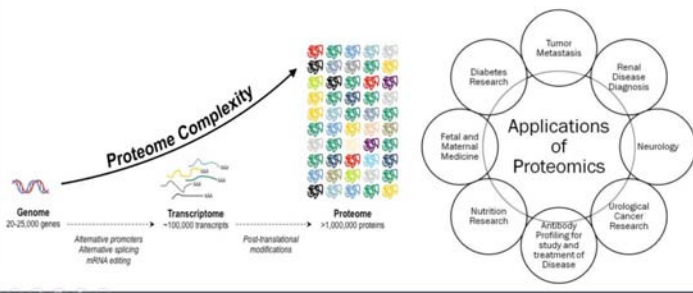 Proteome Complexity
Genome
20-25,000 genes
Alternative promoters
Alternative splicing
mRNA editing
Transcriptome
~100,000 transcripts
Post-translational
modifications
Proteome
>1,000,000 proteins
Applications
of
Proteomics
Tumor
Metastasis
Renal
Disease
Diagnosis
Neurology
Urological
Cancer
Research
Antibody
Profiling for
study and
treatment of
Disease
Nutrition
Research
Fetal and
Maternal
Medicine
Diabetes
Research